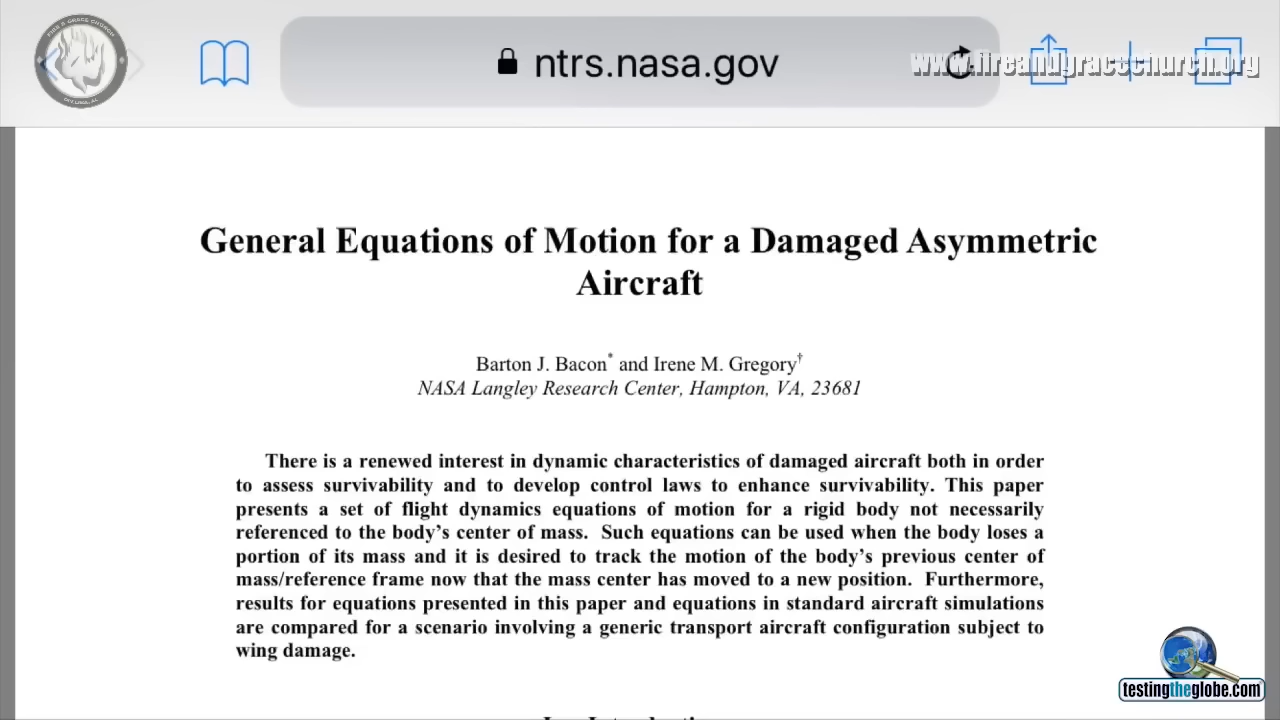 FIRE & GRACE CHURCH
ntrs.nasa.gov
www.fireandgracechurch.org
General Equations of Motion for a Damaged Asymmetric
Aircraft
Barton J. Bacon* and Irene M. Gregory†
NASA Langley Research Center, Hampton, VA, 23681
There is a renewed interest in dynamic characteristics of damaged aircraft both in order
to assess survivability and to develop control laws to enhance survivability. This paper
presents a set of flight dynamics equations of motion for a rigid body not necessarily
referenced to the body's center of mass. Such equations can be used when the body loses a
portion of its mass and it is desired to track the motion of the body's previous center of
mass/reference frame now that the mass center has moved to a new position. Furthermore,
results for equations presented in this paper and equations in standard aircraft simulations
are compared for a scenario involving a generic transport aircraft configuration subject to
wing damage.
testingtheglobe.com